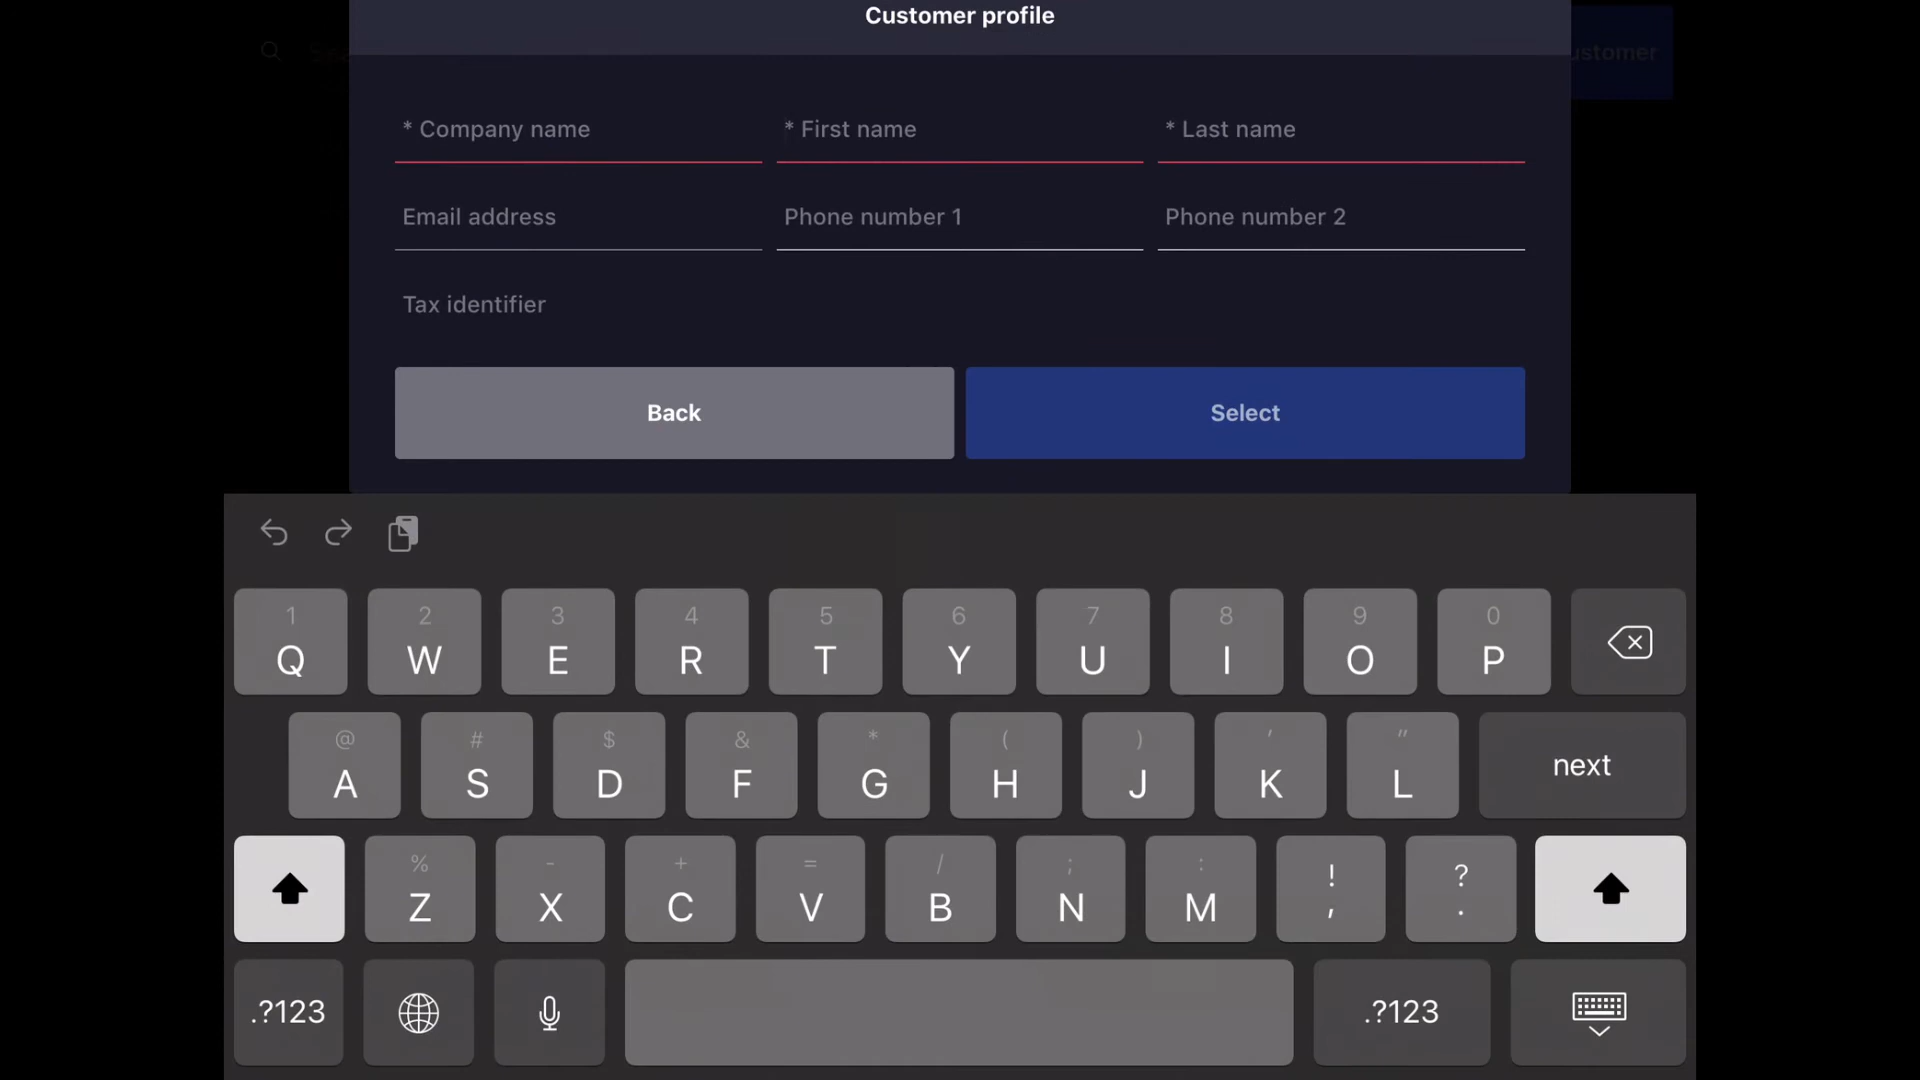 Customer profile
ustomer
* Company name * First name * Last name
Email address Phone number 1 Phone number 2
Tax identifier
Back Select
1 2 3 4 5 6 7 8 9 0
Q W E R T Y U I O P
@ # $ & * ( ) ' "
A S D F G H J K L next
% - + = / ; : ! ?
Z X C V B N M , .
.?123 .?123